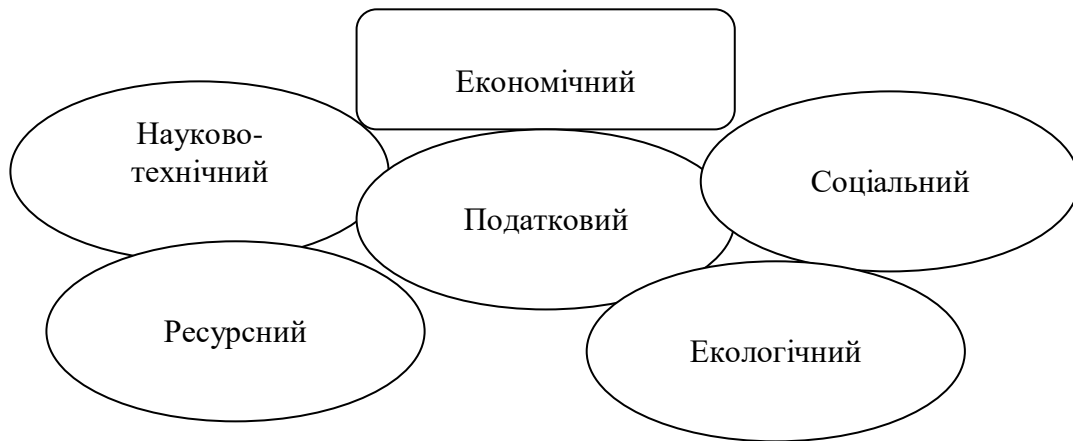 Економічний
Науково-
технічний
Соціальний
Податковий
Ресурсний
Екологічний